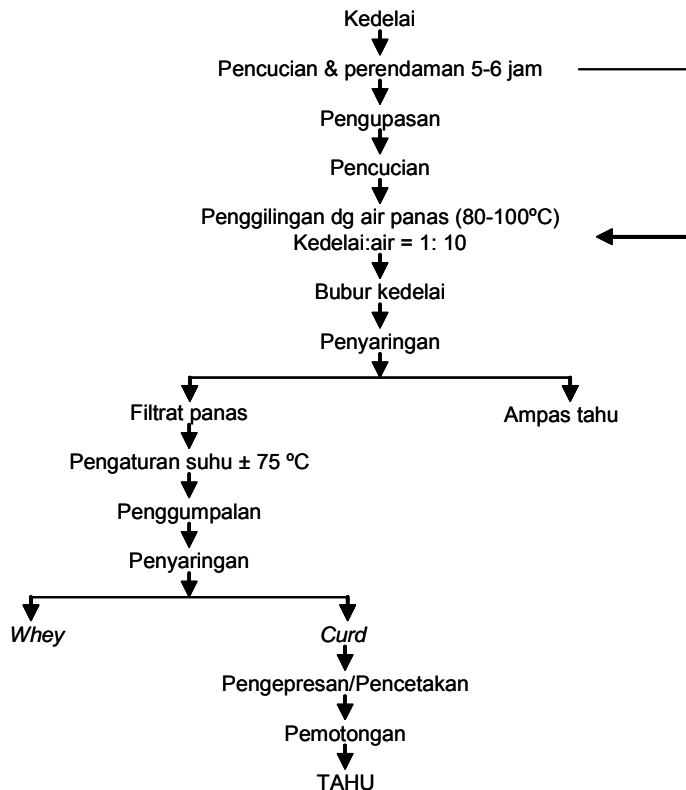 Kedelai
Pencucian & perendaman 5-6 jam
Pengupasan
Pencucian
Penggilingan dg air panas (80-100ºC)
Kedelai:air = 1: 10
Bubur kedelai
Penyaringan
Filtrat panas
Ampas tahu
Pengaturan suhu ± 75 ºC
Penggumpalan
Penyaringan
Whey
Curd
Pengepresan/Pencetakan
Pemotongan
TAHU